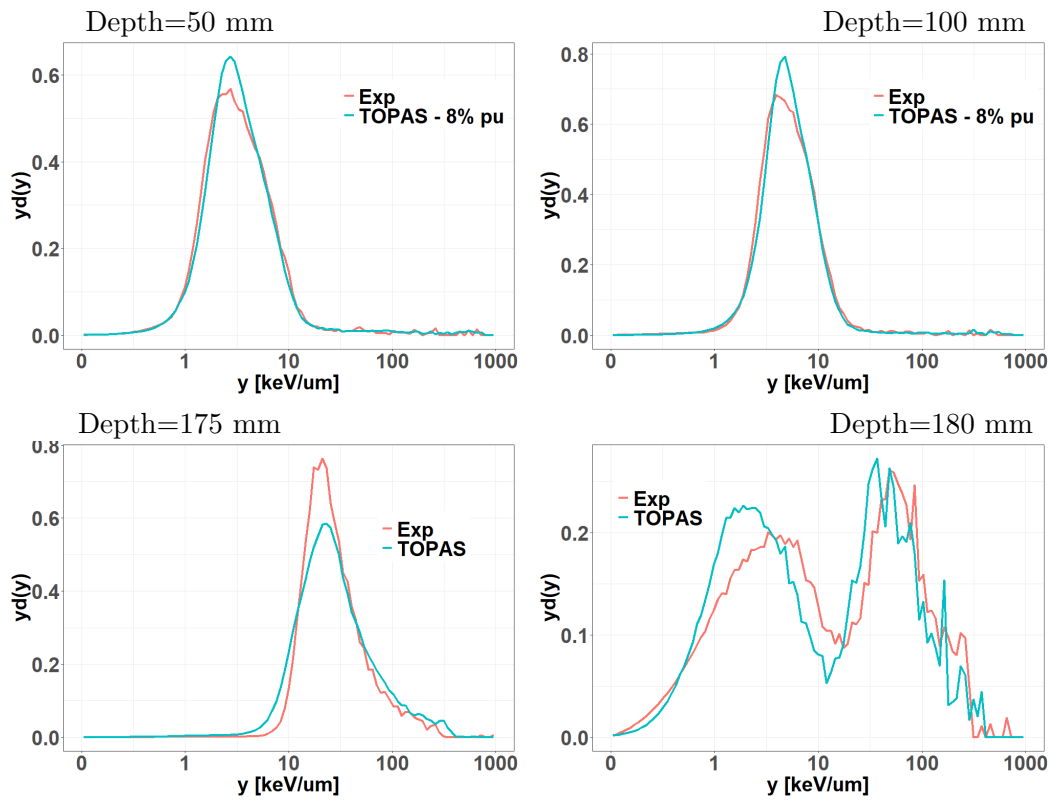 Depth=50 mm
yd(y)
0.6
0.4
0.2
0.0
Exp
TOPAS - 8% pu
0 1 10 100 1000
y [keV/um]
Depth=100 mm
yd(y)
0.8
0.6
0.4
0.2
0.0
Exp
TOPAS - 8% pu
0 1 10 100 1000
y [keV/um]
Depth=175 mm
yd(y)
0.8
0.6
0.4
0.2
0.0
Exp
TOPAS
0 1 10 100 1000
y [keV/um]
Depth=180 mm
yd(y)
0.2
0.1
0.0
Exp
TOPAS
0 1 10 100 1000
y [keV/um]